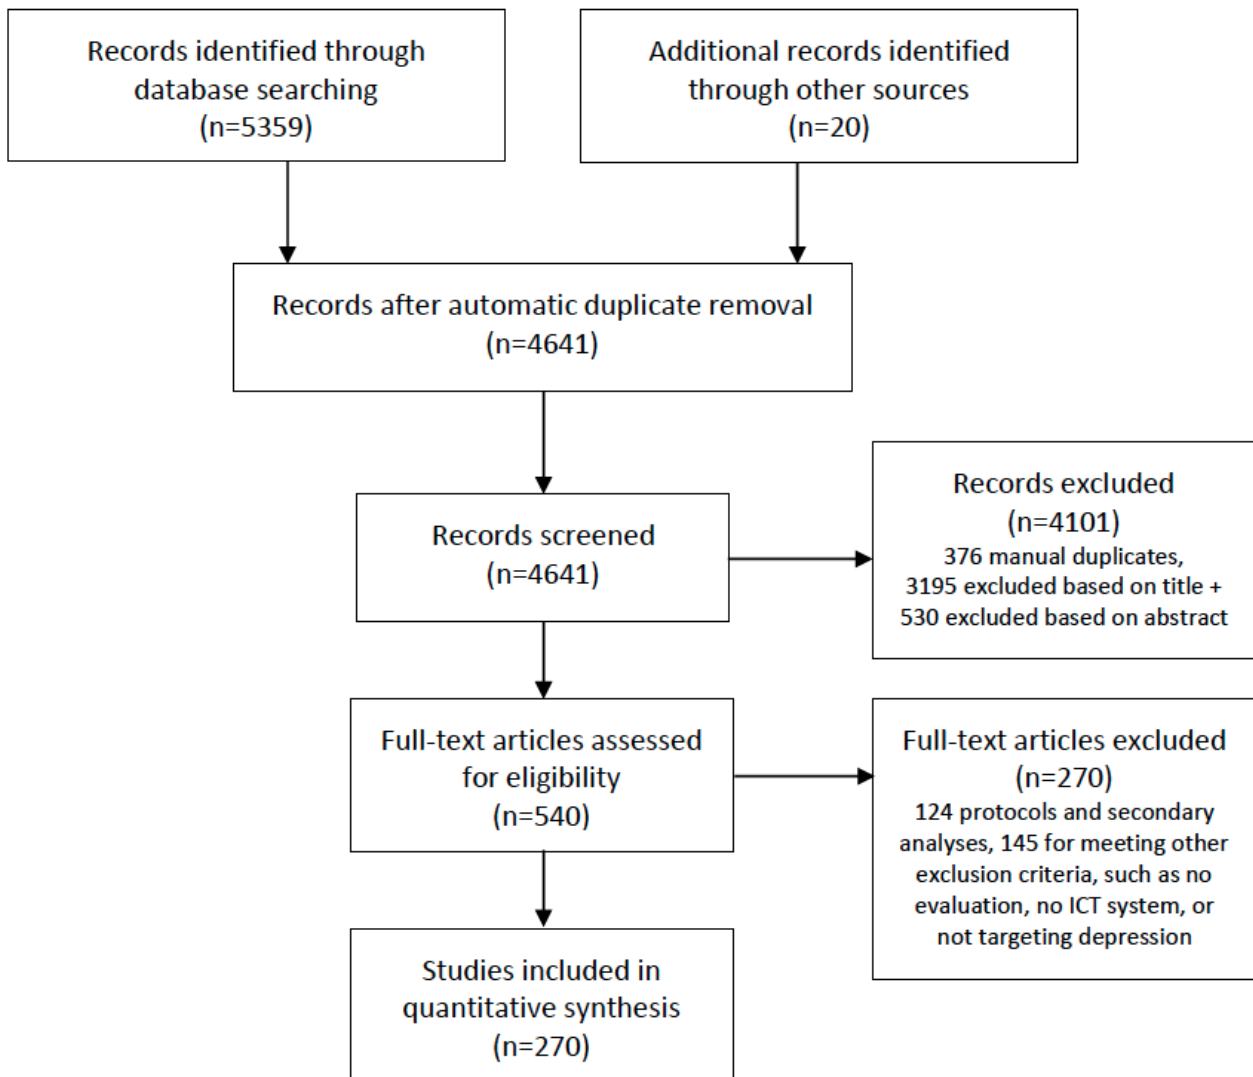 Records identified through
database searching
(n=5359)
Additional records identified
through other sources
(n=20)
Records after automatic duplicate removal
(n=4641)
Records screened
(n=4641)
Records excluded
(n=4101)
376 manual duplicates,
3195 excluded based on title +
530 excluded based on abstract
Full-text articles assessed
for eligibility
(n=540)
Full-text articles excluded
(n=270)
124 protocols and secondary
analyses, 145 for meeting other
exclusion criteria, such as no
evaluation, no ICT system, or
not targeting depression
Studies included in
quantitative synthesis
(n=270)